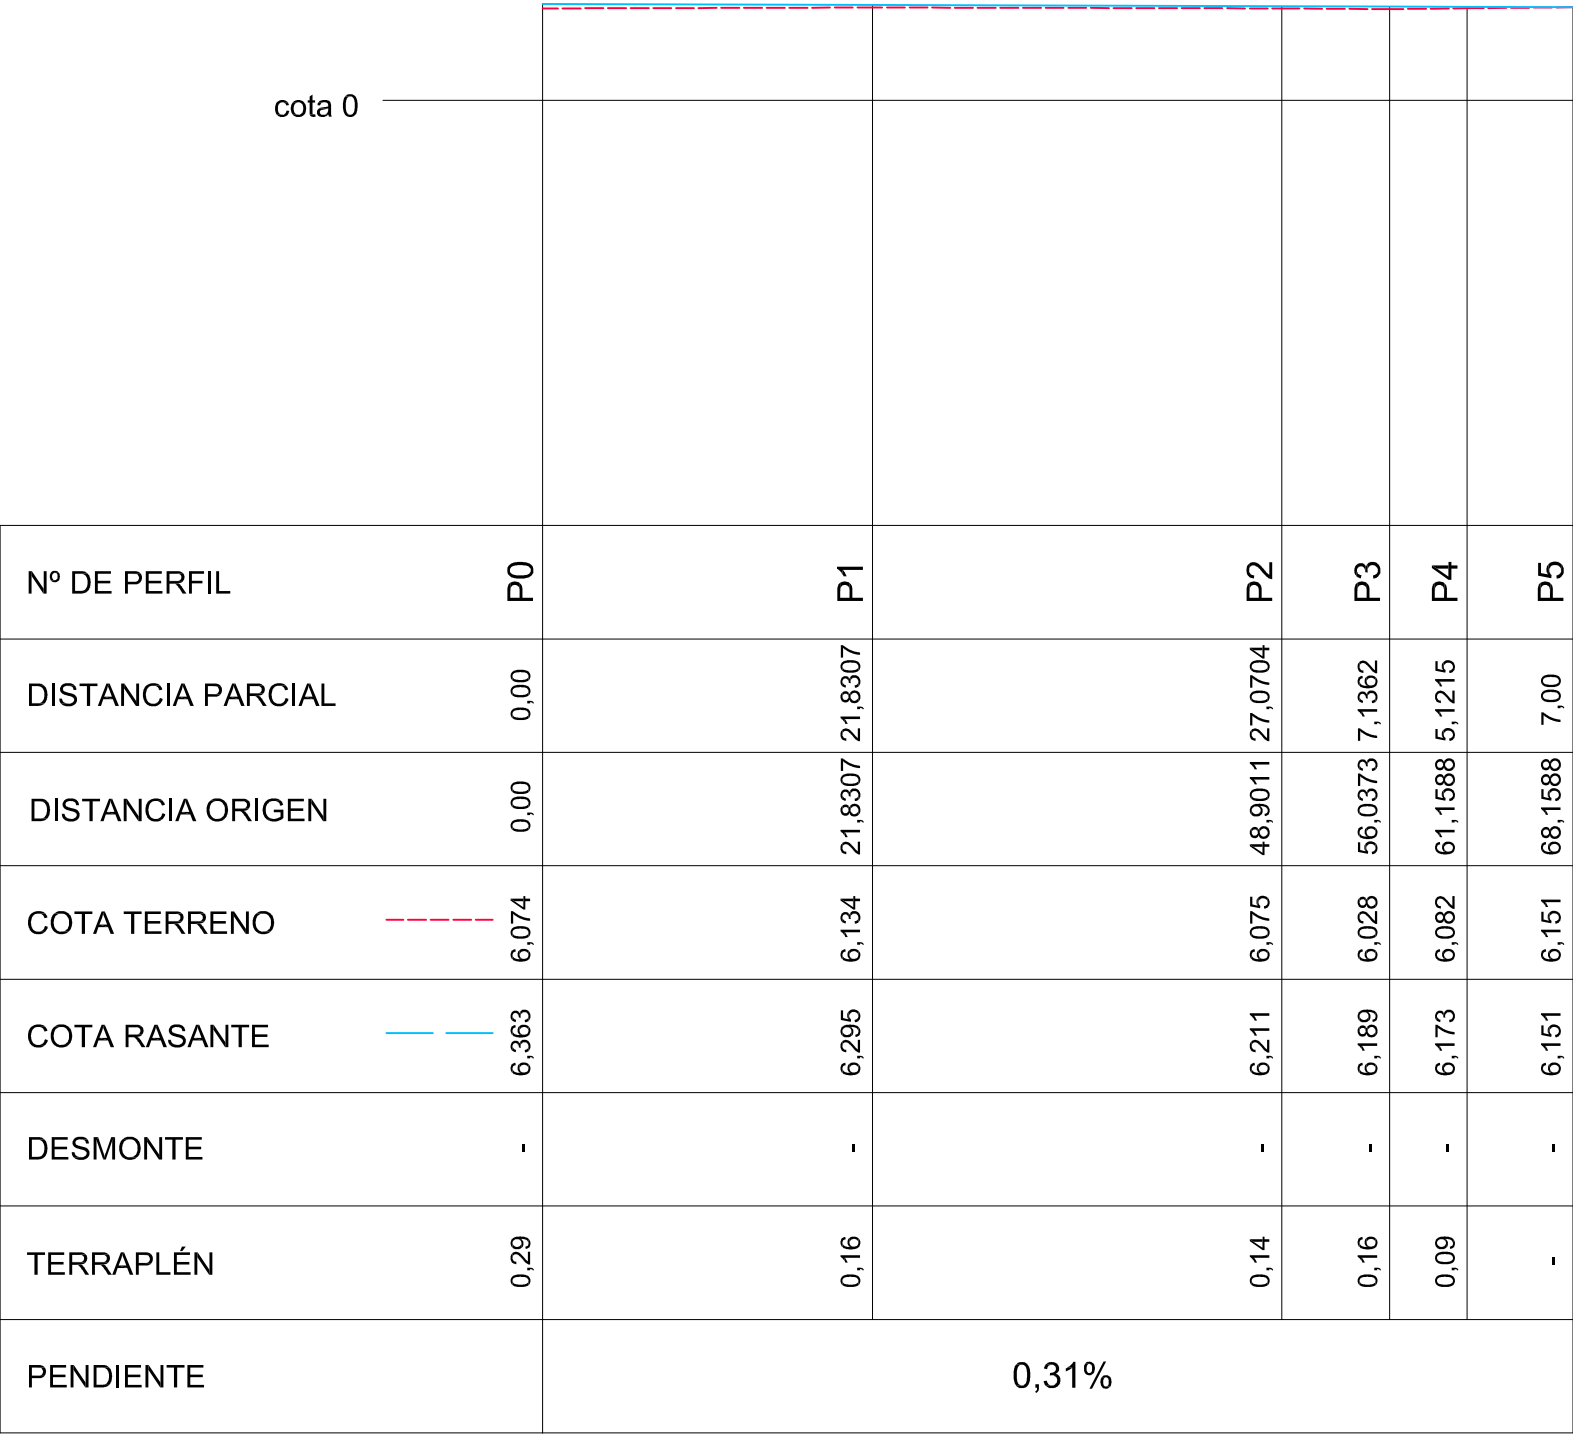 cota 0
Nº DE PERFIL P0 P1 P2 P3 P4 P5
DISTANCIA PARCIAL 0,00 21,8307 27,0704 7,1362 5,1215 7,00
DISTANCIA ORIGEN 0,00 21,8307 48,9011 56,0373 61,1588 68,1588
COTA TERRENO 6,074 6,134 6,075 6,028 6,082 6,151
COTA RASANTE 6,363 6,295 6,211 6,189 6,173 6,151
DESMONTE - - - - - -
TERRAPLÉN 0,29 0,16 0,14 0,16 0,09 -
PENDIENTE 0,31%